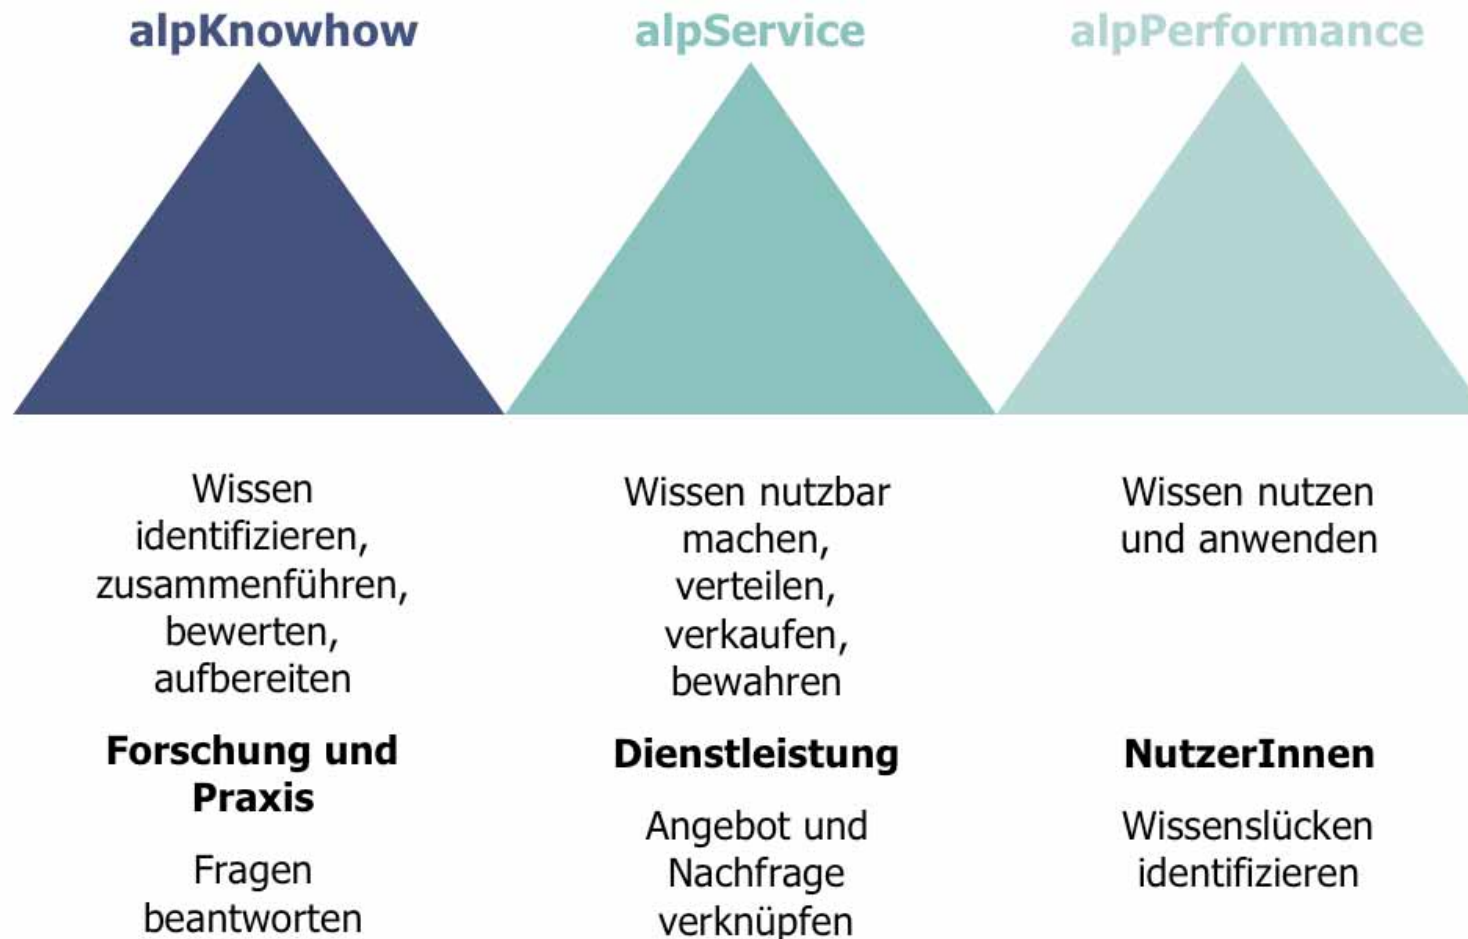 alpKnowhow
alpService
alpPerformance
Wissen
identifizieren,
zusammenführen,
bewerten,
aufbereiten
Forschung und
Praxis
Fragen
beantworten
Wissen nutzbar
machen,
verteilen,
verkaufen,
bewahren
Dienstleistung
Angebot und
Nachfrage
verknüpfen
Wissen nutzen
und anwenden
NutzerInnen
Wissenslücken
identifizieren